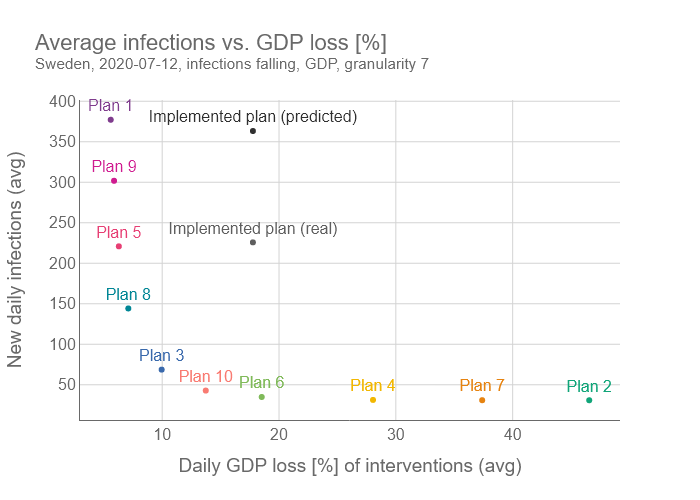 Average infections vs. GDP loss [%]
Sweden, 2020-07-12, infections falling, GDP, granularity 7
400
Plan 1
Implemented plan (predicted)
350
Plan 9
300
250
Plan 5
Implemented plan (real)
200
Plan 8
150
100
Plan 3
Plan 10
Plan 6
Plan 4
Plan 7
Plan 2
50
10
20
30
40
New daily infections (avg)
Daily GDP loss [%] of interventions (avg)